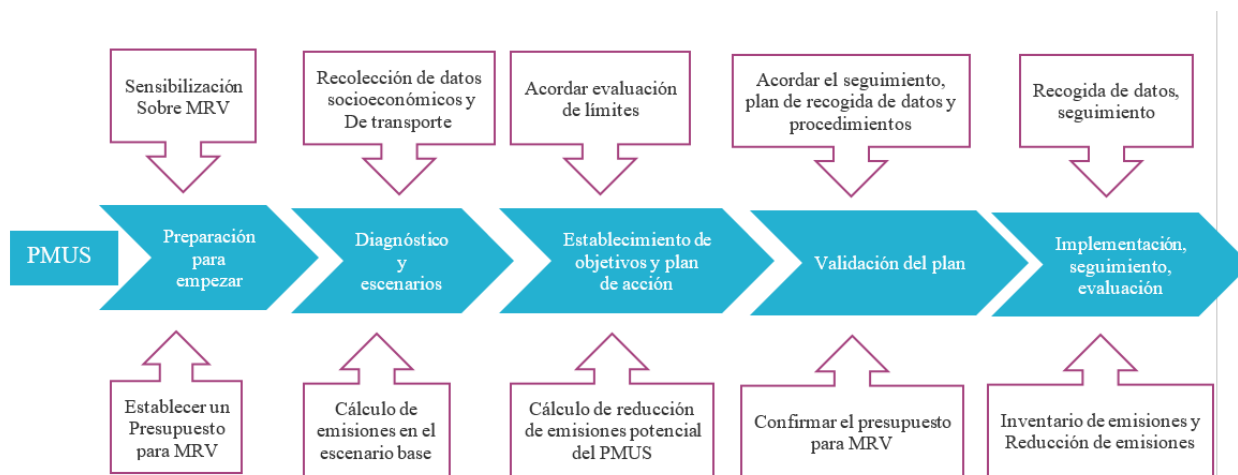 Sensibilización
Sobre MRV
Recolección de datos
socioeconómicos y
De transporte
Acordar evaluación
de límites
Acordar el seguimiento,
plan de recogida de datos y
procedimientos
Recogida de datos,
seguimiento
PMUS
Preparación
para
empezar
Diagnóstico
y
escenarios
Establecimiento de
objetivos y plan
de acción
Validación del plan
Implementación,
seguimiento,
evaluación
Establecer un
Presupuesto
para MRV
Cálculo de
emisiones en el
escenario base
Cálculo de reducción
de emisiones potencial
del PMUS
Confirmar el presupuesto
para MRV
Inventario de emisiones y
Reducción de emisiones